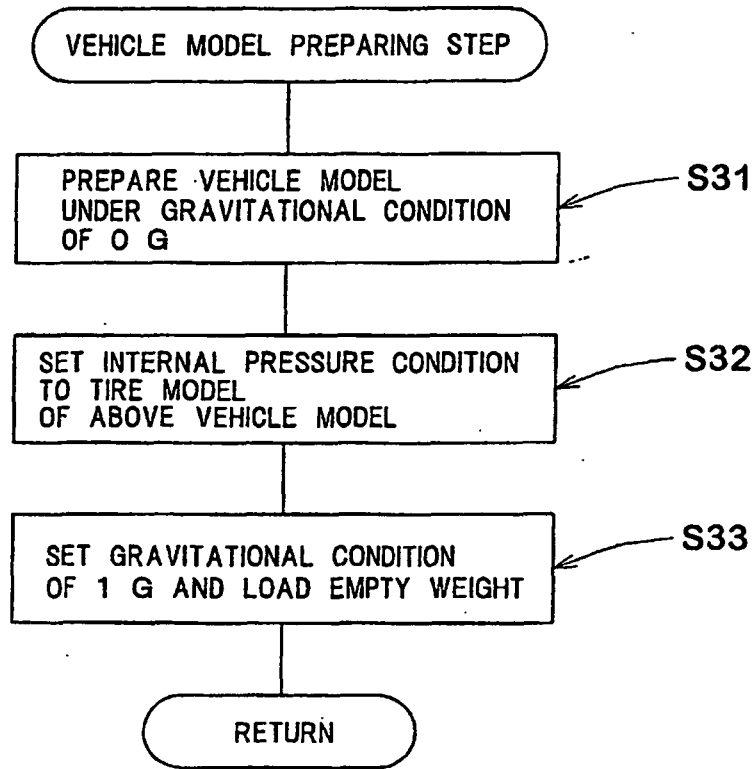 VEHICLE MODEL PREPARING STEP
PREPARE VEHICLE MODEL
UNDER GRAVITATIONAL CONDITION
OF 0 G
S31
SET INTERNAL PRESSURE CONDITION
TO TIRE MODEL
OF ABOVE VEHICLE MODEL
S32
SET GRAVITATIONAL CONDITION
OF 1 G AND LOAD EMPTY WEIGHT
S33
RETURN